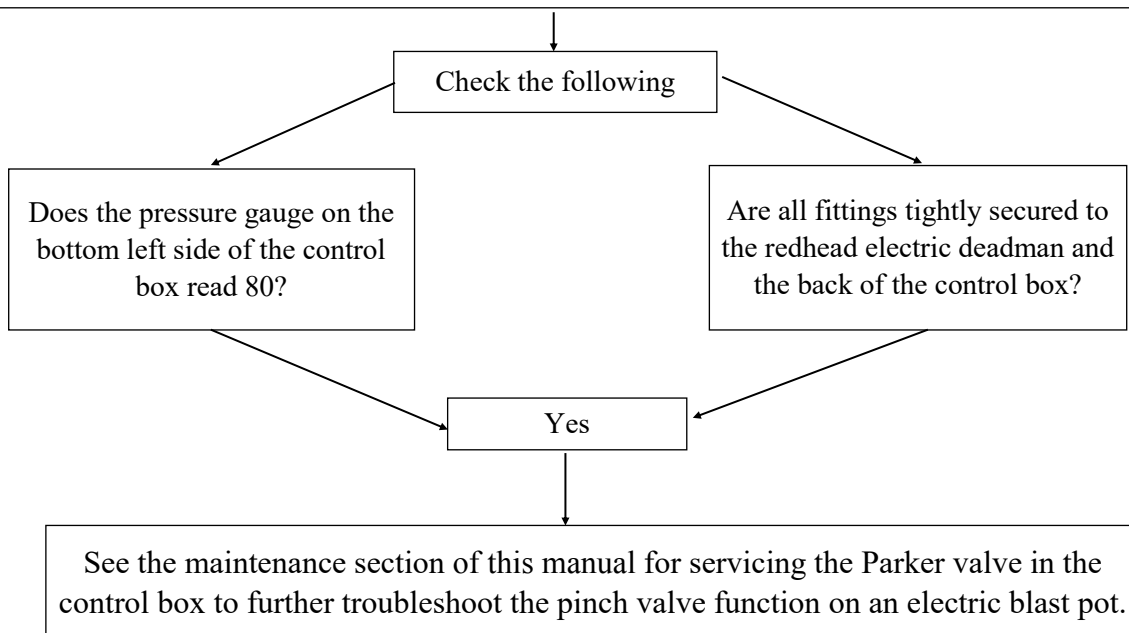 Check the following
Does the pressure gauge on the
bottom left side of the control
box read 80?
Are all fittings tightly secured to
the redhead electric deadman and
the back of the control box?
Yes
See the maintenance section of this manual for servicing the Parker valve in the
control box to further troubleshoot the pinch valve function on an electric blast pot.